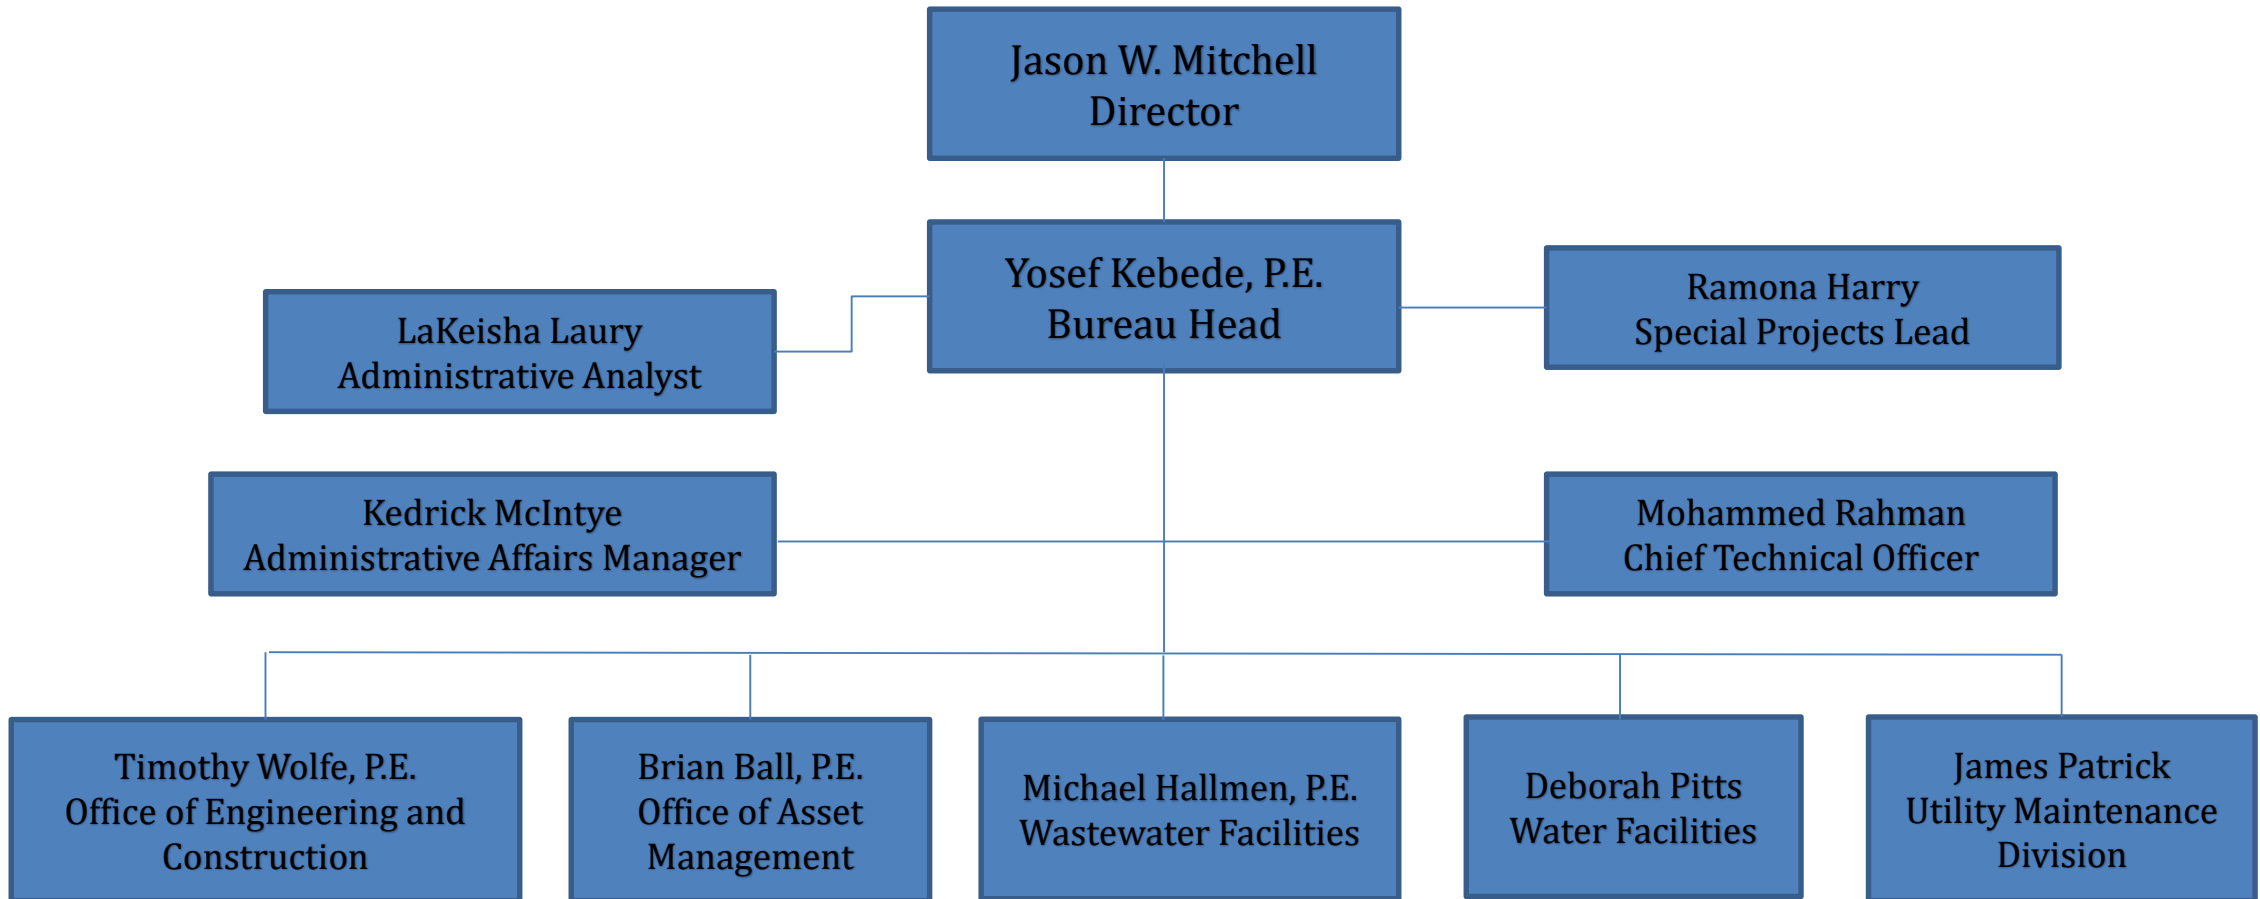 Jason W. Mitchell
Director
Yosef Kebede, P.E.
Bureau Head
Ramona Harry
Special Projects Lead
LaKeisha Laury
Administrative Analyst
Kedrick McIntye
Administrative Affairs Manager
Mohammed Rahman
Chief Technical Officer
Timothy Wolfe, P.E.
Office of Engineering and
Construction
Brian Ball, P.E.
Office of Asset
Management
Michael Hallmen, P.E.
Wastewater Facilities
Deborah Pitts
Water Facilities
James Patrick
Utility Maintenance
Division